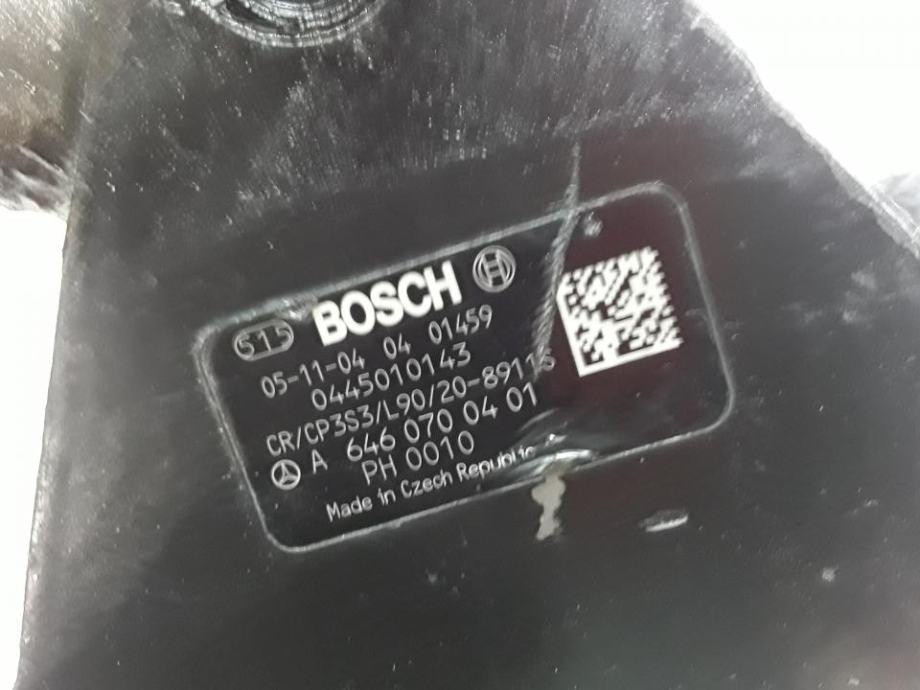 515 BOSCH
05-11-04 04 01459
0445010143
CR/CP3S3/L90/20-89116
A 646 070 04 01
PH 0010
Made in Czech Republic